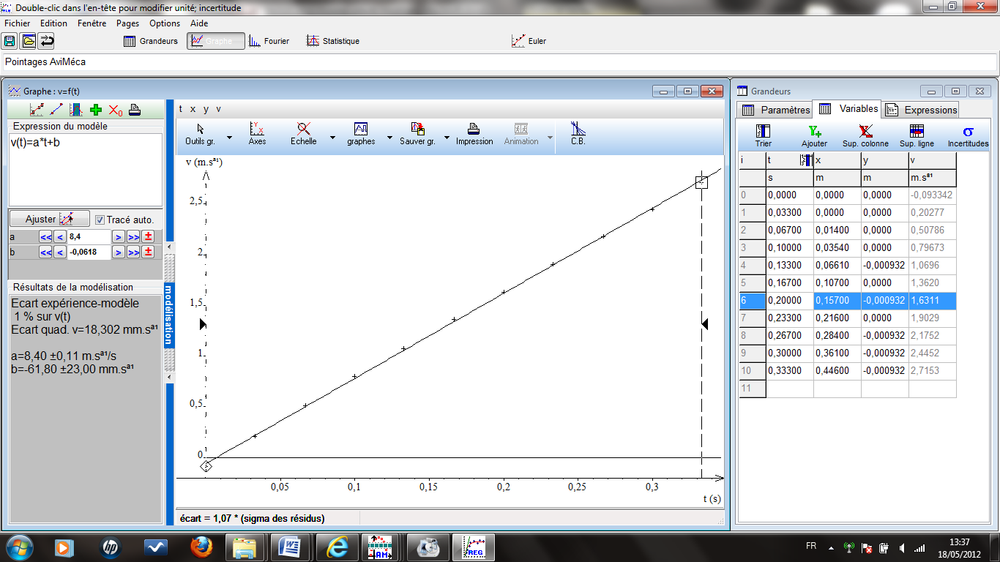 Double-clic dans l'en-tête pour modifier unité; incertitude
Fichier Edition Fenêtre Pages Options Aide
Grandeurs Graphe Fourier Statistique Euler
Pointages AviMéca
Graphe : v=f(t)
Expression du modèle
v(t)=a*t+b
Ajuster Tracé auto.
a << < 8,4 > >> ±
b << < -0,0618 > >> ±
Résultats de la modélisation
Ecart expérience-modèle
1 % sur v(t)
Ecart quad. v=18,302 mm.sª¹
a=8,40 ±0,11 m.sª¹/s
b=-61,80 ±23,00 mm.sª¹
modélisation
t x y v
Outils gr. Axes Echelle graphes Sauver gr. Impression Animation C.B.
v (m.sª¹)
2,5
2
1,5
1
0,5
0
0,05 0,1 0,15 0,2 0,25 0,3
t (s)
écart = 1,07 * (sigma des résidus)
Grandeurs
Paramètres Variables Expressions
Trier Ajouter Sup. colonne Sup. ligne Incertitudes
i t x y v
s m m m.sª¹
0 0,0000 0,0000 0,0000 -0,093342
1 0,03300 0,0000 0,0000 0,20277
2 0,06700 0,01400 0,0000 0,50786
3 0,10000 0,03540 0,0000 0,79673
4 0,13300 0,06610 -0,000932 1,0696
5 0,16700 0,10700 0,0000 1,3620
6 0,20000 0,15700 -0,000932 1,6311
7 0,23300 0,21600 0,0000 1,9029
8 0,26700 0,28400 -0,000932 2,1752
9 0,30000 0,36100 -0,000932 2,4452
10 0,33300 0,44600 -0,000932 2,7153
11
FR 13:37
18/05/2012